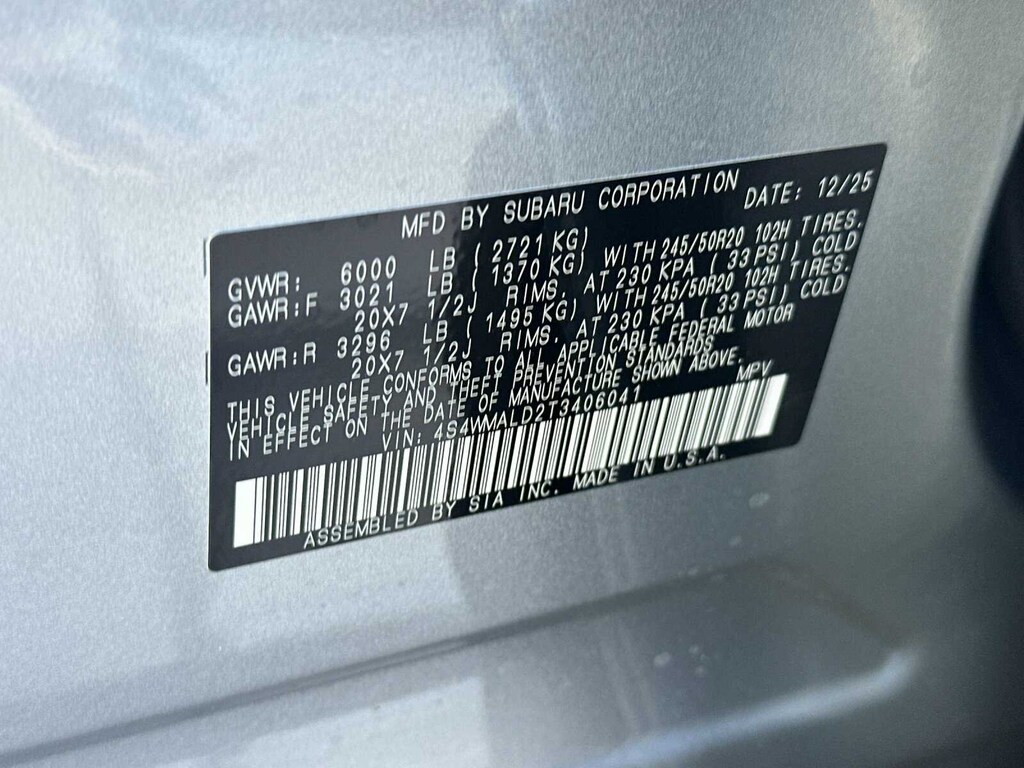 MFD BY SUBARU CORPORATION DATE: 12/25
GVWR: 6000 LB ( 2721 KG)
GAWR:F 3021 LB ( 1370 KG) WITH 245/50R20 102H TIRES.
20X7 1/2J RIMS. AT 230 KPA ( 33 PSI) COLD
GAWR:R 3296 LB ( 1495 KG) WITH 245/50R20 102H TIRES.
20X7 1/2J RIMS. AT 230 KPA ( 33 PSI) COLD
THIS VEHICLE CONFORMS TO ALL APPLICABLE FEDERAL MOTOR
VEHICLE SAFETY AND THEFT PREVENTION STANDARDS
IN EFFECT ON THE DATE OF MANUFACTURE SHOWN ABOVE.
VIN: 4S4WMALD2T3406041 MPV
ASSEMBLED BY SIA INC. MADE IN U.S.A.